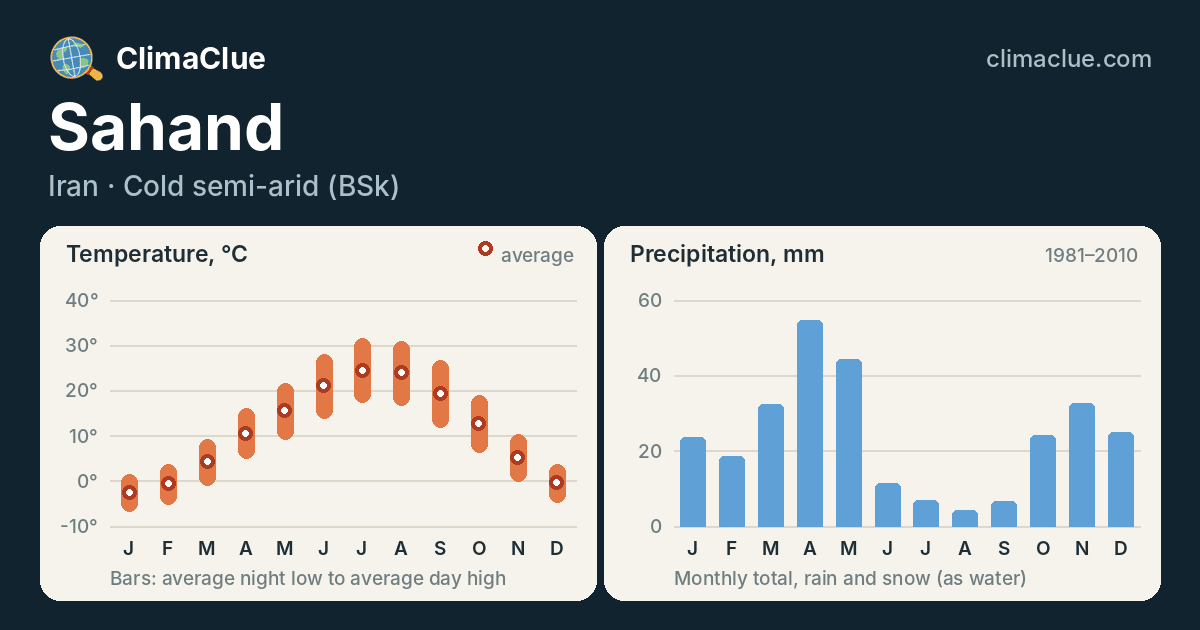 ClimaClue
climaclue.com
Sahand
Iran · Cold semi-arid (BSk)
Temperature, °C
average
40°
30°
20°
10°
0°
-10°
J F M A M J J A S O N D
Bars: average night low to average day high
Precipitation, mm
1981–2010
60
40
20
0
J F M A M J J A S O N D
Monthly total, rain and snow (as water)